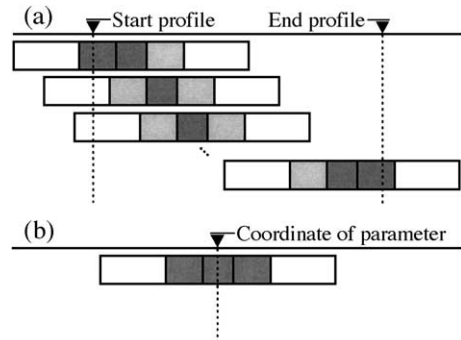 (a)
Start profile
End profile
(b)
Coordinate of parameter